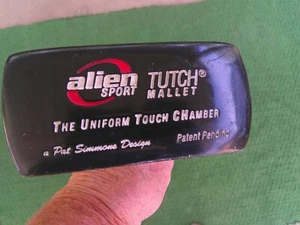 alien TUTCH®
SPORT MALLET
THE UNIFORM TOUCH CHAMBER
Patent Pending
a Pat Simmons Design